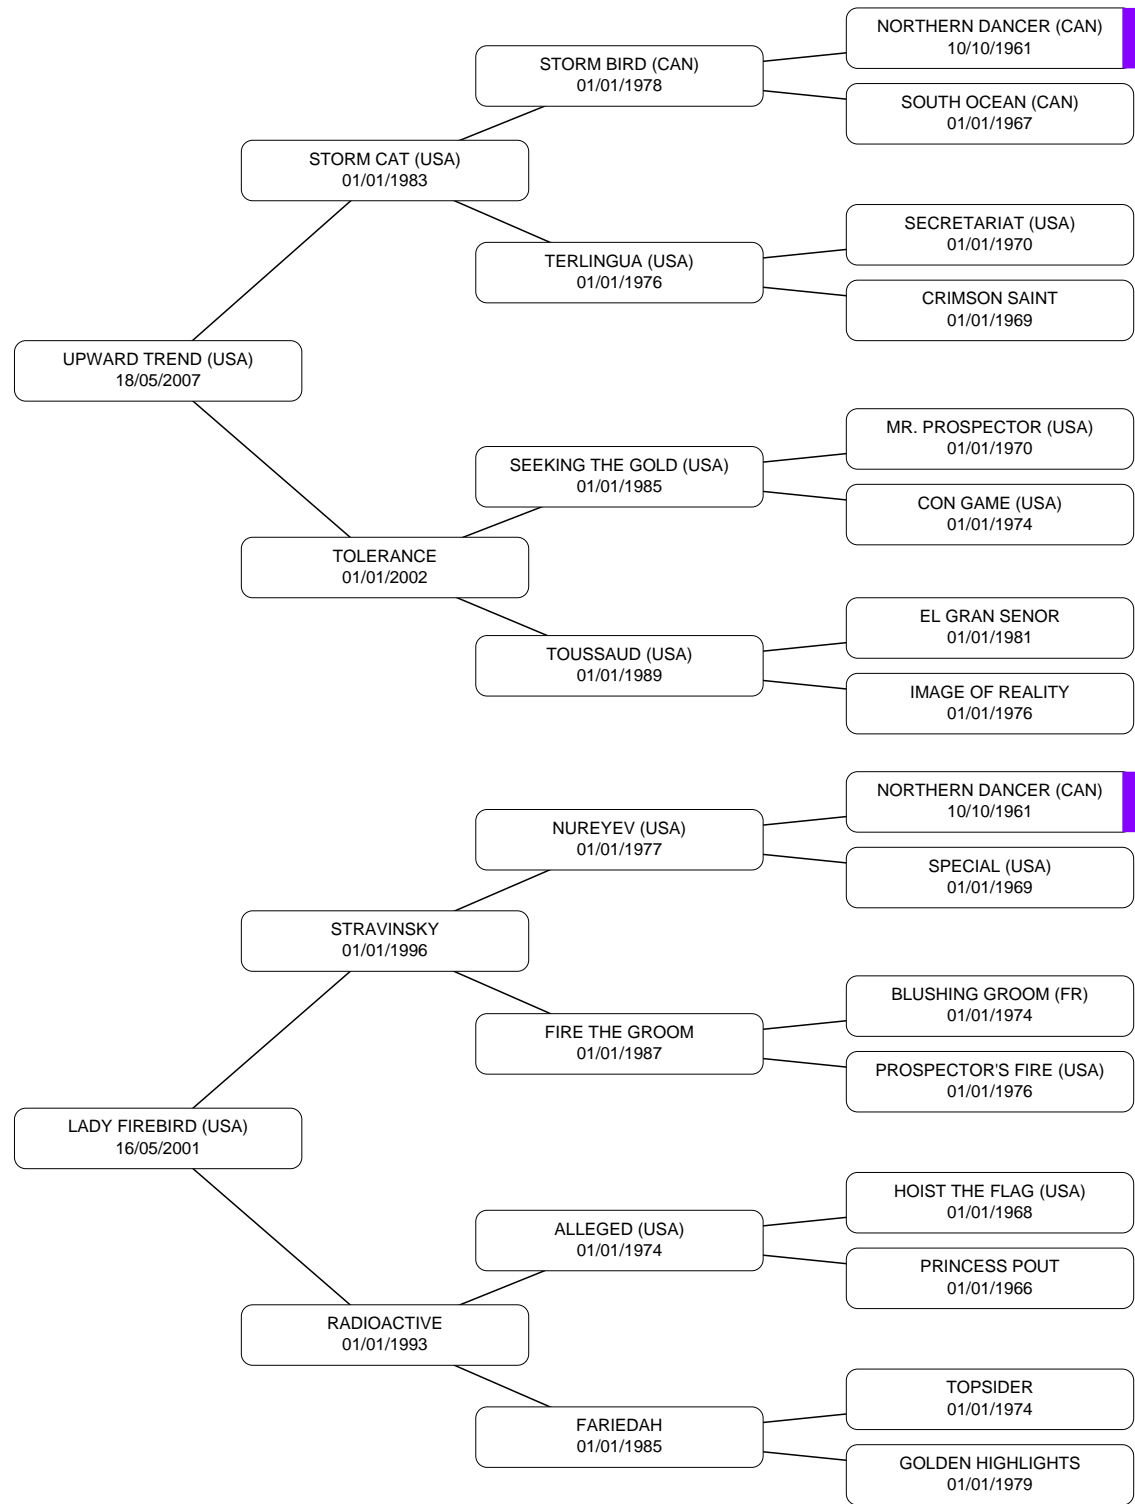 NORTHERN DANCER (CAN)
10/10/1961
STORM BIRD (CAN)
01/01/1978
SOUTH OCEAN (CAN)
01/01/1967
STORM CAT (USA)
01/01/1983
SECRETARIAT (USA)
01/01/1970
TERLINGUA (USA)
01/01/1976
CRIMSON SAINT
01/01/1969
UPWARD TREND (USA)
18/05/2007
MR. PROSPECTOR (USA)
01/01/1970
SEEKING THE GOLD (USA)
01/01/1985
CON GAME (USA)
01/01/1974
TOLERANCE
01/01/2002
EL GRAN SENOR
01/01/1981
TOUSSAUD (USA)
01/01/1989
IMAGE OF REALITY
01/01/1976
NORTHERN DANCER (CAN)
10/10/1961
NUREYEV (USA)
01/01/1977
SPECIAL (USA)
01/01/1969
STRAVINSKY
01/01/1996
BLUSHING GROOM (FR)
01/01/1974
FIRE THE GROOM
01/01/1987
PROSPECTOR'S FIRE (USA)
01/01/1976
LADY FIREBIRD (USA)
16/05/2001
HOIST THE FLAG (USA)
01/01/1968
ALLEGED (USA)
01/01/1974
PRINCESS POUT
01/01/1966
RADIOACTIVE
01/01/1993
TOPSIDER
01/01/1974
FARIEDAH
01/01/1985
GOLDEN HIGHLIGHTS
01/01/1979